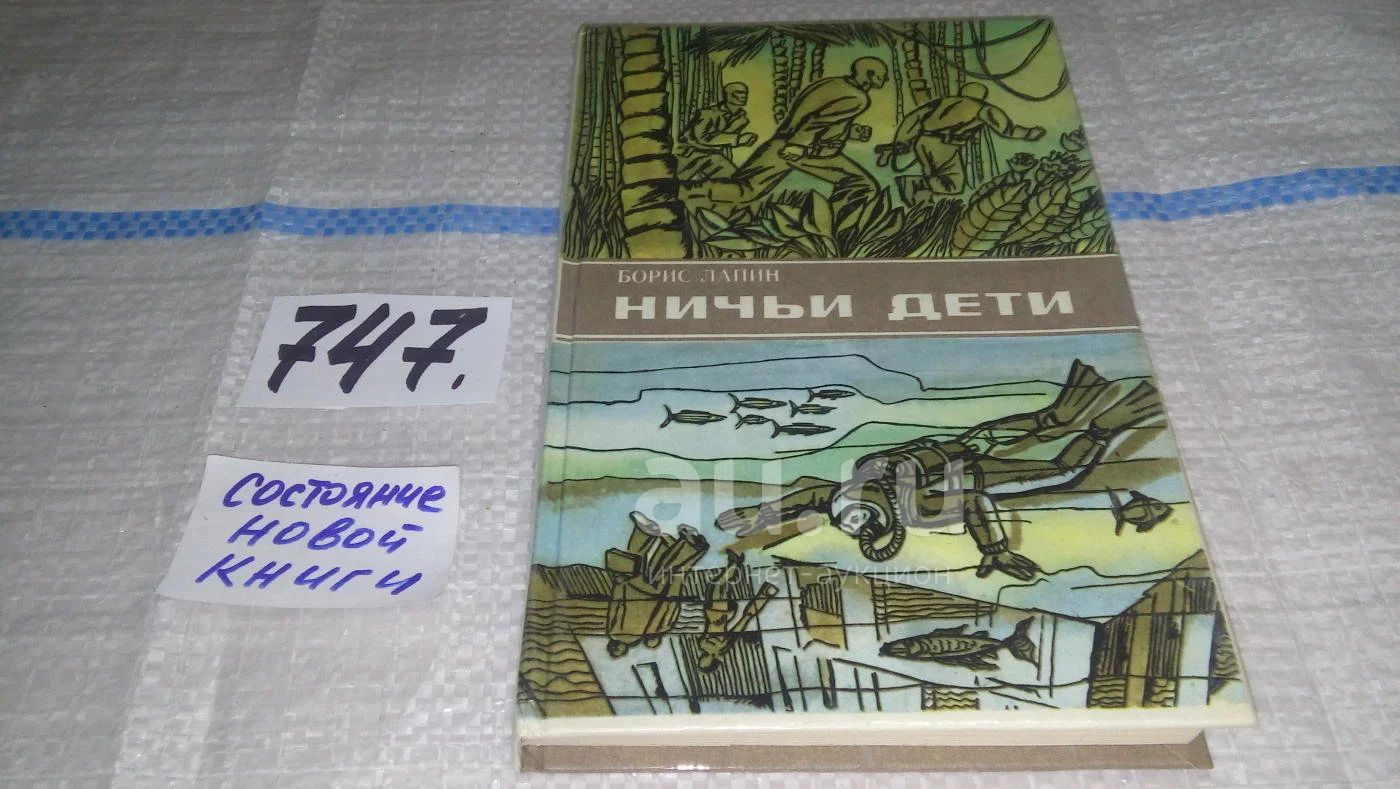 БОРИС ЛАПИН
НИЧЬИ ДЕТИ
747.
СОСТОЯНИЕ
НОВОЙ
КНИГИ
au.ru
интернет-аукцион